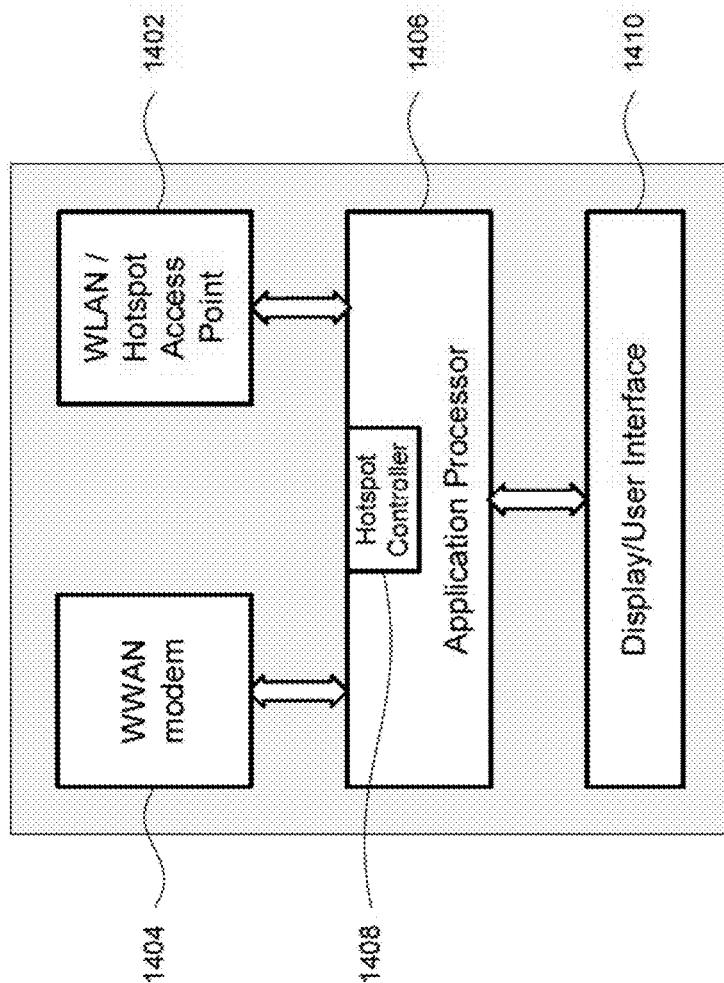 1402
1406
1410
WLAN /
Hotspot
Access
Point
WWAN
modem
Hotspot
Controller
Application Processor
Display/User Interface
1404
1408